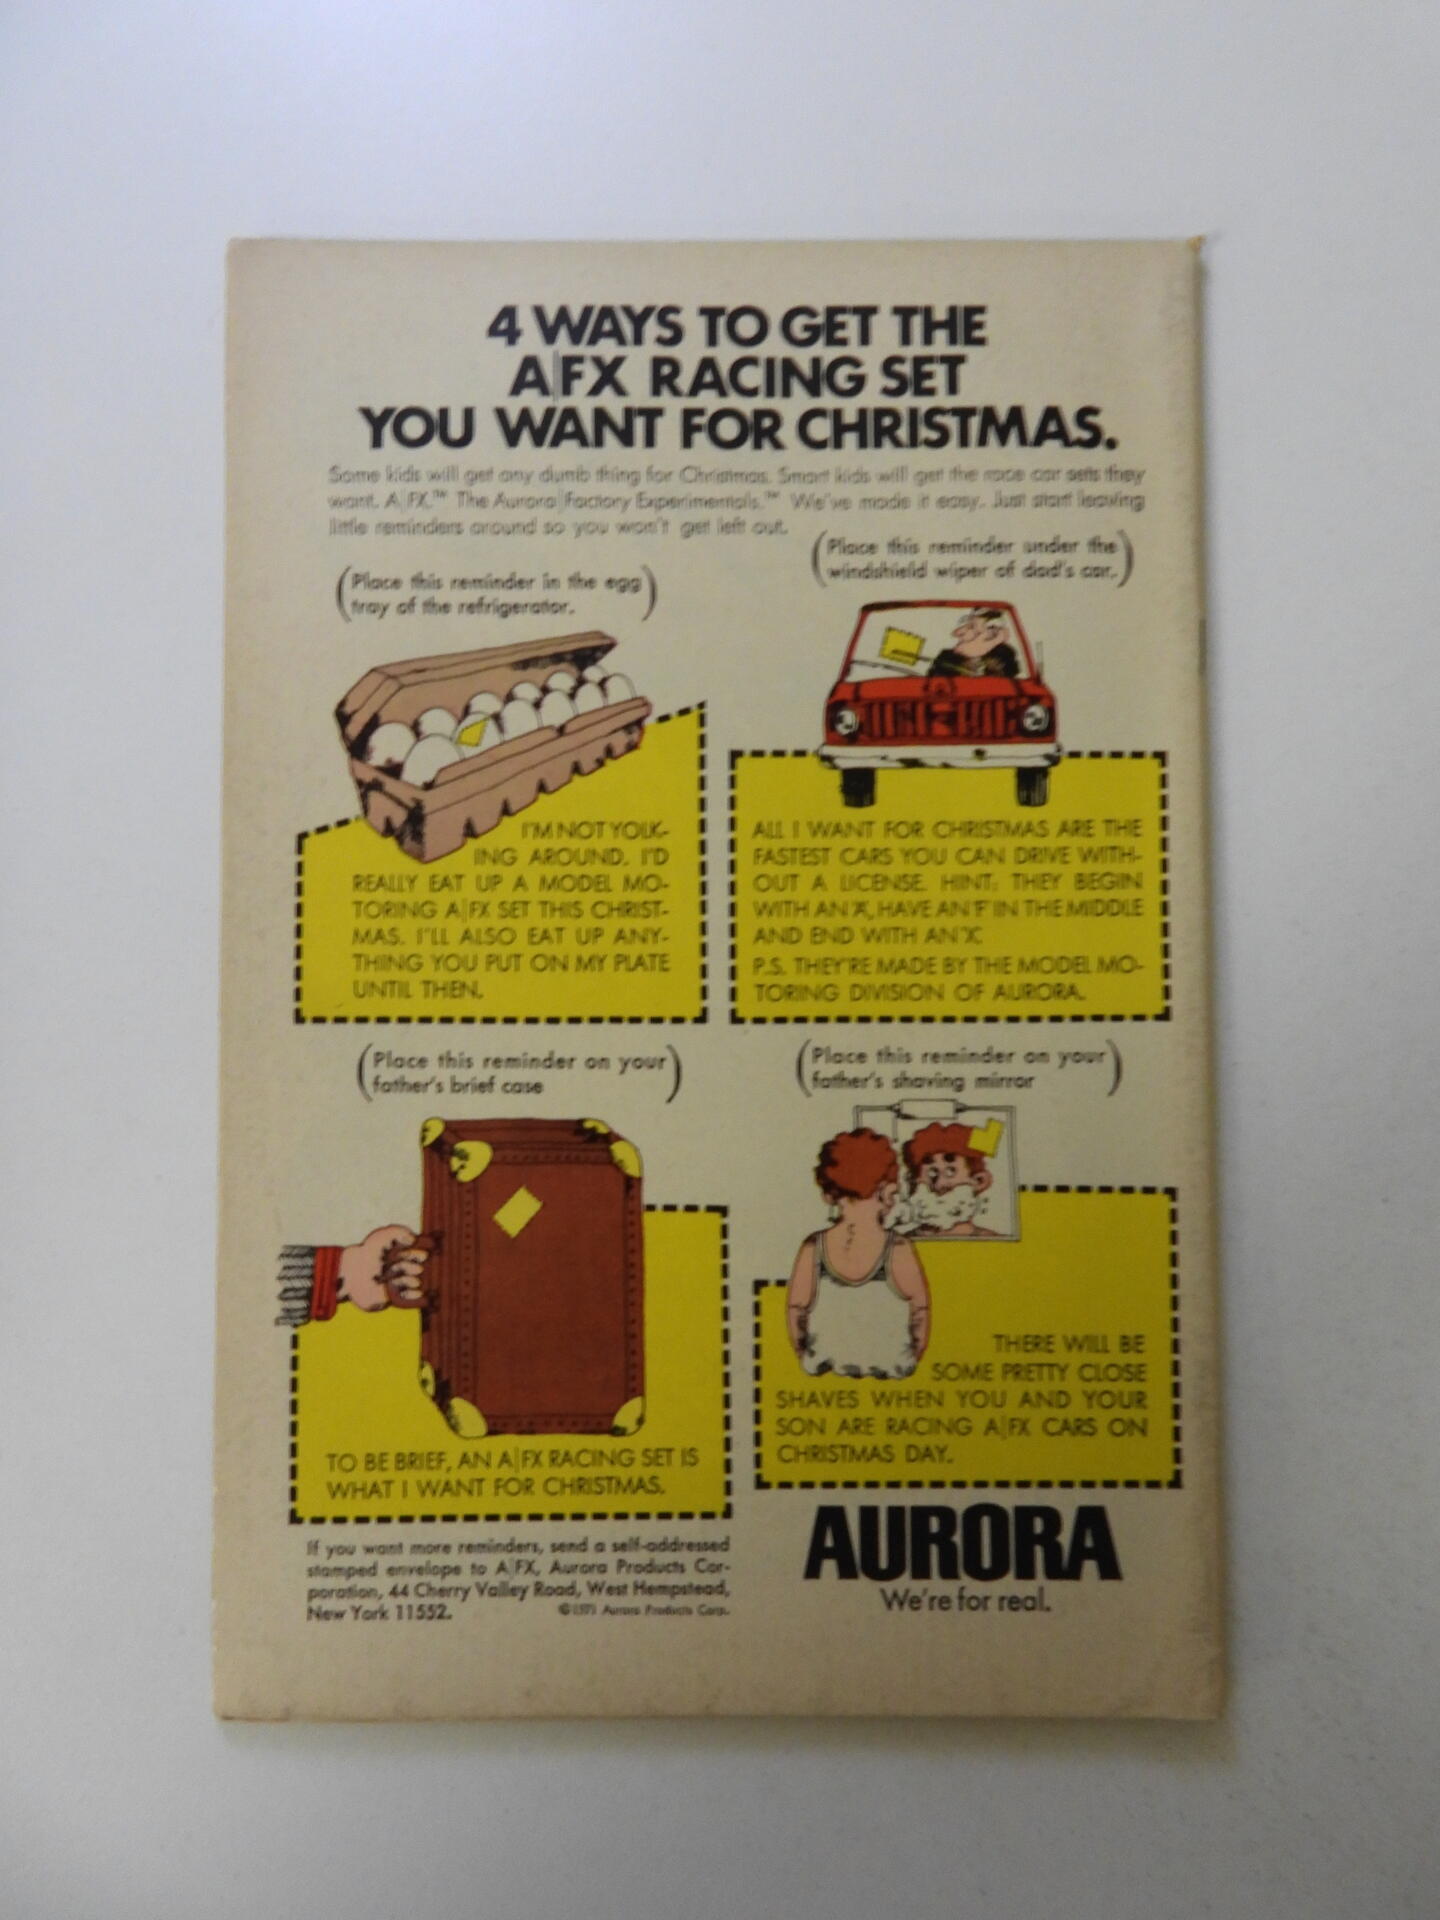 4 WAYS TO GET THE
A|FX RACING SET
YOU WANT FOR CHRISTMAS.
Some kids will get any dumb thing for Christmas. Smart kids will get the race car sets they
want. A|FX.™ The Aurora|Factory Experimentals.™ We've made it easy. Just start leaving
little reminders around so you won't get left out.
(Place this reminder in the egg
tray of the refrigerator.)
(Place this reminder under the
windshield wiper of dad's car.)
I'M NOT YOLK-
ING AROUND. I'D
REALLY EAT UP A MODEL MO-
TORING A|FX SET THIS CHRIST-
MAS. I'LL ALSO EAT UP ANY-
THING YOU PUT ON MY PLATE
UNTIL THEN.
ALL I WANT FOR CHRISTMAS ARE THE
FASTEST CARS YOU CAN DRIVE WITH-
OUT A LICENSE. HINT: THEY BEGIN
WITH AN 'A', HAVE AN 'F' IN THE MIDDLE
AND END WITH AN 'X'.
P.S. THEY'RE MADE BY THE MODEL MO-
TORING DIVISION OF AURORA.
(Place this reminder on your
father's brief case)
(Place this reminder on your
father's shaving mirror)
TO BE BRIEF, AN A|FX RACING SET IS
WHAT I WANT FOR CHRISTMAS.
THERE WILL BE
SOME PRETTY CLOSE
SHAVES WHEN YOU AND YOUR
SON ARE RACING A|FX CARS ON
CHRISTMAS DAY.
If you want more reminders, send a self-addressed
stamped envelope to A|FX, Aurora Products Cor-
poration, 44 Cherry Valley Road, West Hempstead,
New York 11552.
©1971 Aurora Products Corp.
AURORA
We're for real.